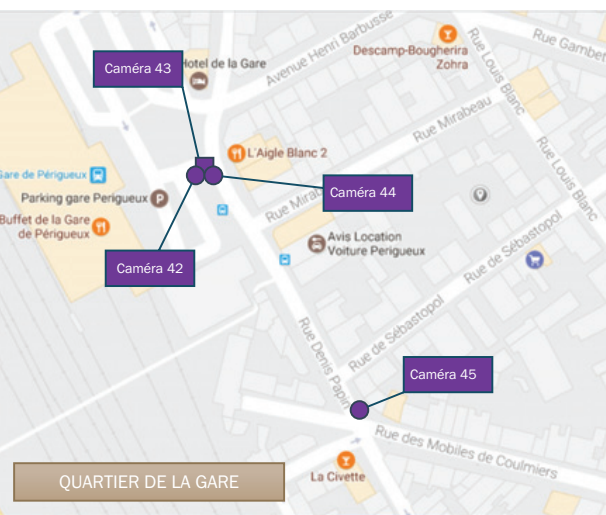 Caméra 43
Hotel de la Gare
Avenue Henri Barbusse
Descamp-Bougherira
Zohra
Rue Louis Blanc
Rue Gambet
Rue Mirabeau
L'Aigle Blanc 2
Gare de Périgueux
Parking gare Perigueux
P
Caméra 44
Rue Mirab
Rue Louis Blanc
Buffet de la Gare
de Périgueux
Avis Location
Voiture Perigueux
Caméra 42
Rue de Sébastopol
Rue Denis Papin
Rue de Sébastopol
Caméra 45
Rue des Mobiles de Coulmiers
La Civette
QUARTIER DE LA GARE